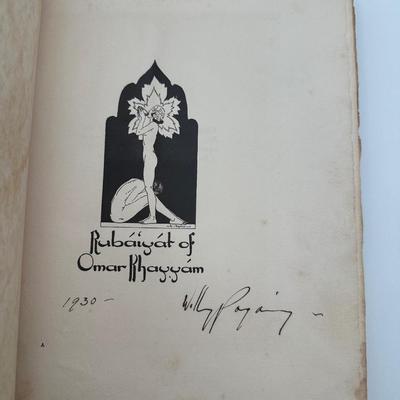 Rubáiyát of
Omar Khayyám
1930 - Willy Pogány
A